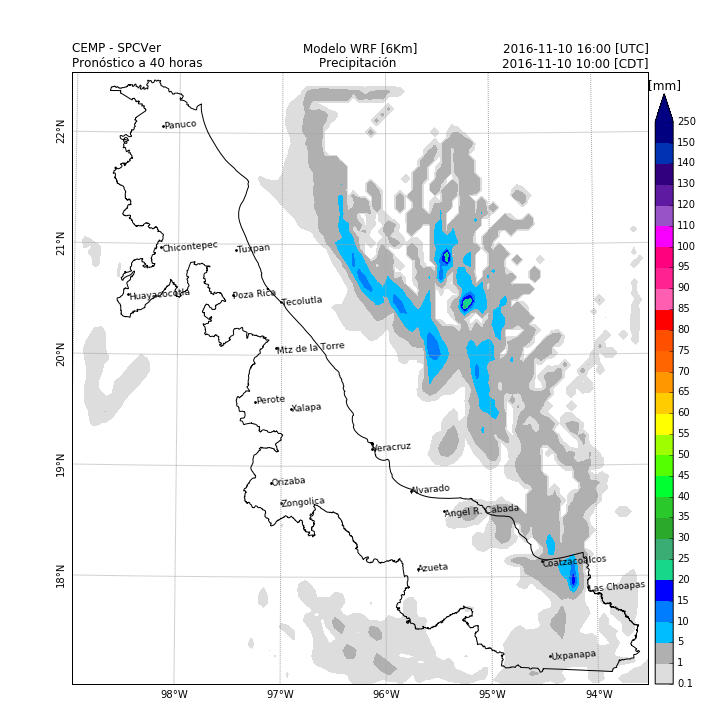 CEMP - SPCVer
Modelo WRF [6Km]
2016-11-10 16:00 [UTC]
Pronóstico a 40 horas
Precipitación
2016-11-10 10:00 [CDT]
[mm]
250
150
140
130
120
110
100
95
90
85
80
75
70
65
60
55
50
45
40
35
30
25
20
15
10
5
1
0.1
22°N
21°N
20°N
19°N
18°N
98°W
97°W
96°W
95°W
94°W
Panuco
Chicontepec
Tuxpan
Huayacocotla
Poza Rica
Tecolutla
Mtz de la Torre
Perote
Xalapa
Veracruz
Orizaba
Zongolica
Alvarado
Angel R. Cabada
Azueta
Coatzacoalcos
Las Choapas
Uxpanapa